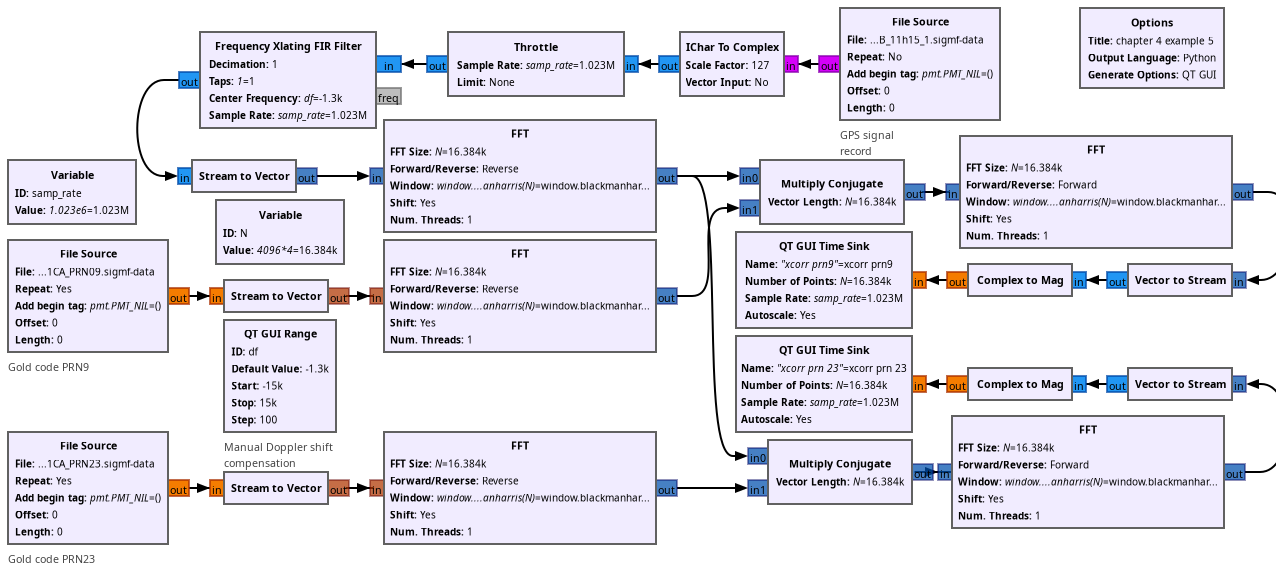 Frequency Xlating FIR Filter
Decimation: 1
Taps: 1=1
Center Frequency: df=-1.3k
Sample Rate: samp_rate=1.023M
out
in
freq
Throttle
Sample Rate: samp_rate=1.023M
Limit: None
out
in
IChar To Complex
Scale Factor: 127
Vector Input: No
out
in
File Source
File: ...B_11h15_1.sigmf-data
Repeat: No
Add begin tag: pmt.PMT_NIL=()
Offset: 0
Length: 0
out
GPS signal
record
Options
Title: chapter 4 example 5
Output Language: Python
Generate Options: QT GUI
Variable
ID: samp_rate
Value: 1.023e6=1.023M
in
Stream to Vector
out
Variable
ID: N
Value: 4096*4=16.384k
in
FFT
FFT Size: N=16.384k
Forward/Reverse: Reverse
Window: window....anharris(N)=window.blackmanhar...
Shift: Yes
Num. Threads: 1
out
in0
in1
Multiply Conjugate
Vector Length: N=16.384k
out
in
FFT
FFT Size: N=16.384k
Forward/Reverse: Forward
Window: window....anharris(N)=window.blackmanhar...
Shift: Yes
Num. Threads: 1
out
File Source
File: ...1CA_PRN09.sigmf-data
Repeat: Yes
Add begin tag: pmt.PMT_NIL=()
Offset: 0
Length: 0
out
Gold code PRN9
in
Stream to Vector
out
in
FFT
FFT Size: N=16.384k
Forward/Reverse: Reverse
Window: window....anharris(N)=window.blackmanhar...
Shift: Yes
Num. Threads: 1
out
QT GUI Time Sink
Name: "xcorr prn9"=xcorr prn9
Number of Points: N=16.384k
Sample Rate: samp_rate=1.023M
Autoscale: Yes
in
out
Complex to Mag
in
out
Vector to Stream
in
QT GUI Range
ID: df
Default Value: -1.3k
Start: -15k
Stop: 15k
Step: 100
Manual Doppler shift
compensation
QT GUI Time Sink
Name: "xcorr prn 23"=xcorr prn 23
Number of Points: N=16.384k
Sample Rate: samp_rate=1.023M
Autoscale: Yes
in
out
Complex to Mag
in
out
Vector to Stream
in
File Source
File: ...1CA_PRN23.sigmf-data
Repeat: Yes
Add begin tag: pmt.PMT_NIL=()
Offset: 0
Length: 0
out
Gold code PRN23
in
Stream to Vector
out
in
FFT
FFT Size: N=16.384k
Forward/Reverse: Reverse
Window: window....anharris(N)=window.blackmanhar...
Shift: Yes
Num. Threads: 1
out
in0
in1
Multiply Conjugate
Vector Length: N=16.384k
out
in
FFT
FFT Size: N=16.384k
Forward/Reverse: Forward
Window: window....anharris(N)=window.blackmanhar...
Shift: Yes
Num. Threads: 1
out